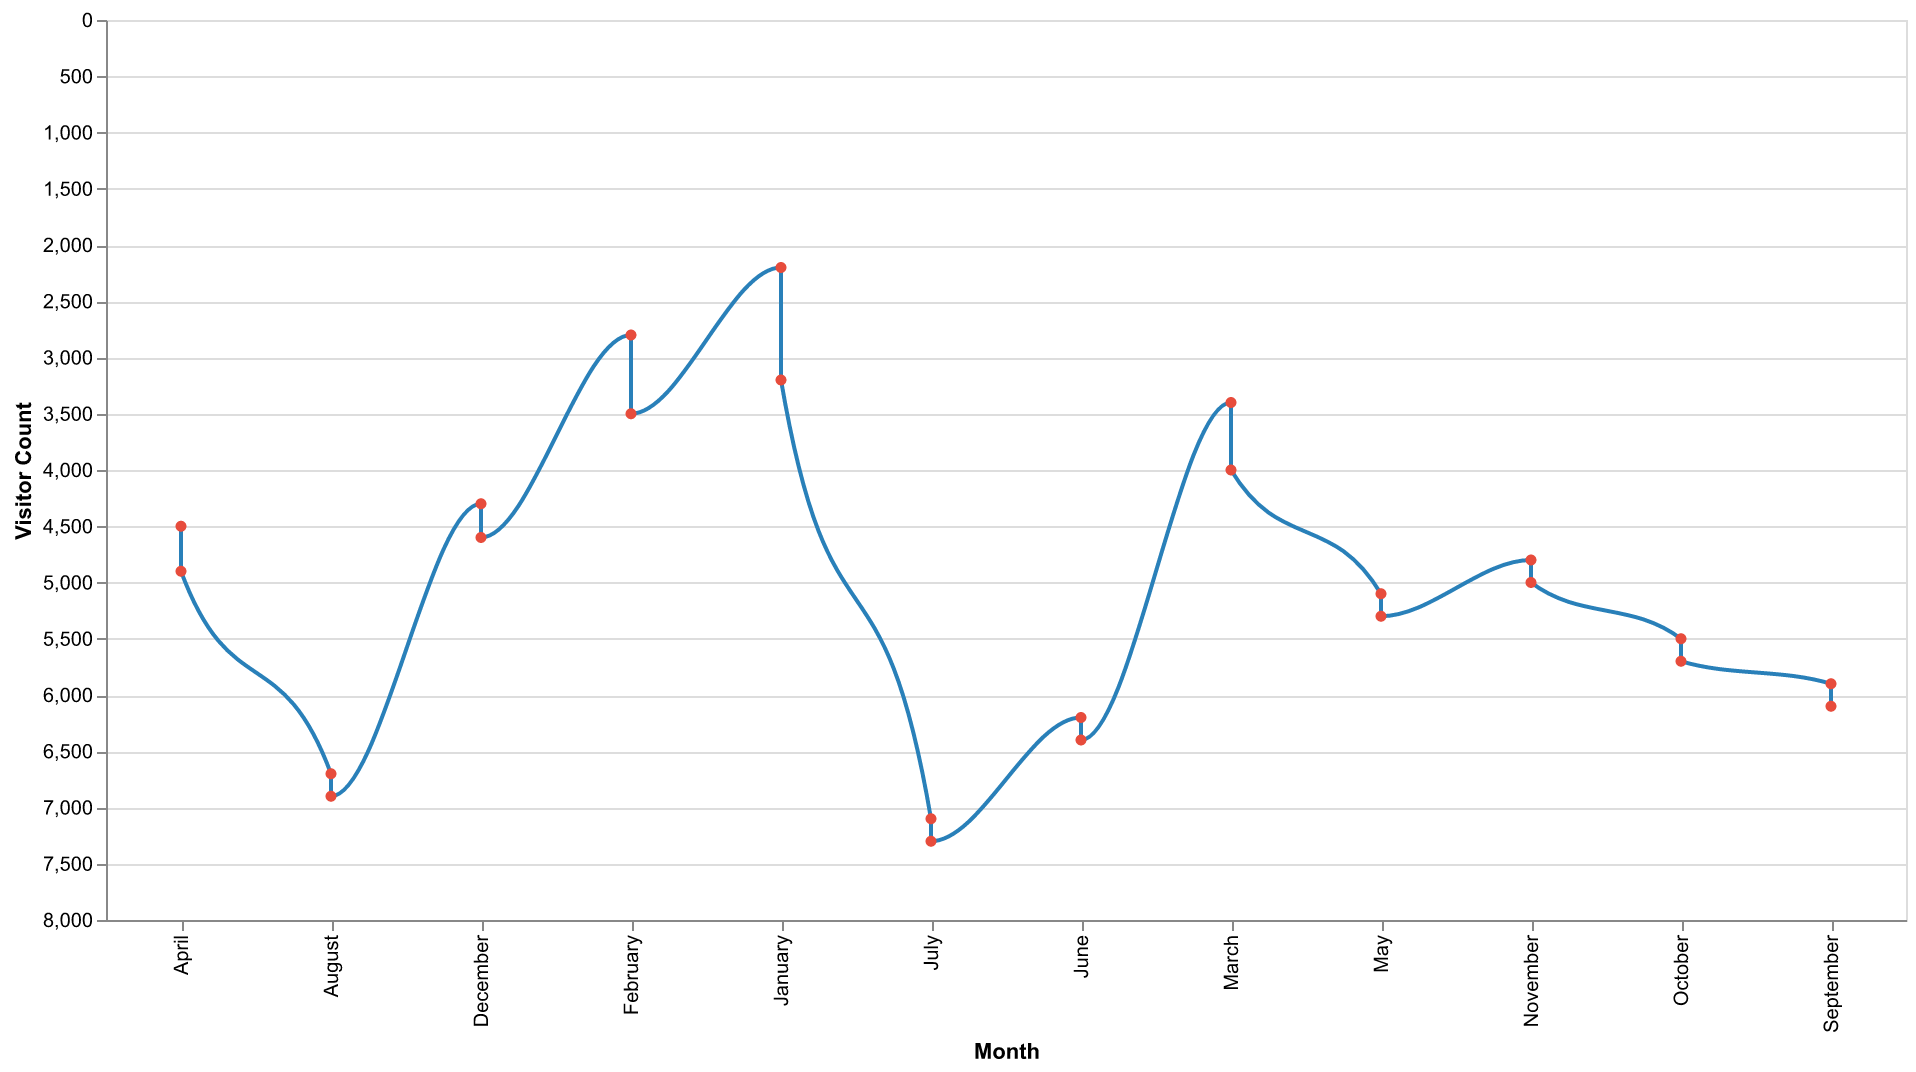 0
500
1,000
1,500
2,000
2,500
3,000
3,500
4,000
4,500
5,000
5,500
6,000
6,500
7,000
7,500
8,000
Visitor Count
April
August
December
February
January
July
June
March
May
November
October
September
Month